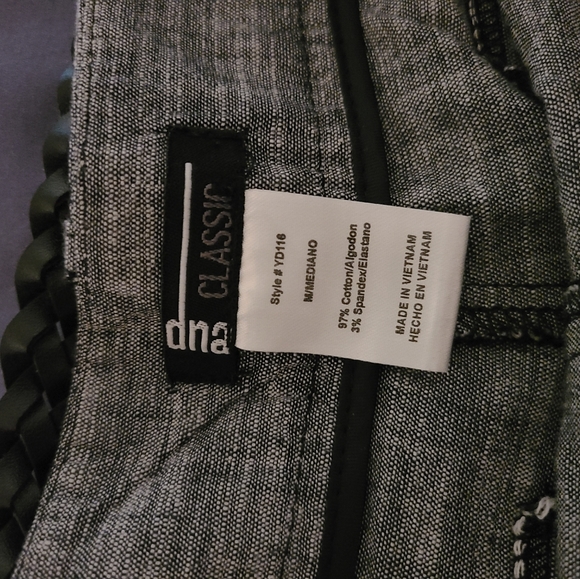 dna
CLASSIC
Style # YD116
M/MEDIANO
97% Cotton/Algodon
3% Spandex/Elastano
MADE IN VIETNAM
HECHO EN VIETNAM